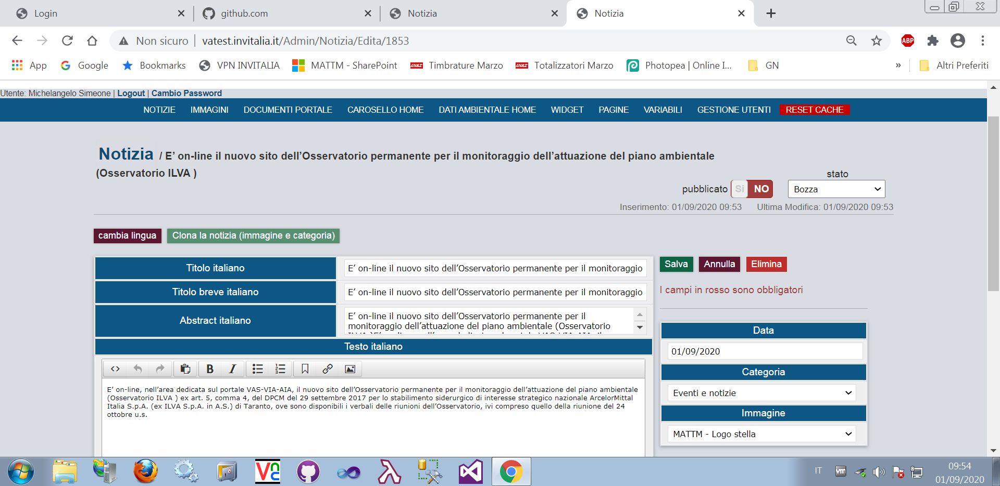 Login
github.com
Notizia
Notizia
Non sicuro
vatest.invitalia.it/Admin/Notizia/Edita/1853
ABP
App
Google
Bookmarks
VPN INVITALIA
MATTM - SharePoint
Timbrature Marzo
Totalizzatori Marzo
Photopea | Online I...
GN
»
Altri Preferiti
Utente: Michelangelo Simeone | Logout | Cambio Password
NOTIZIE IMMAGINI DOCUMENTI PORTALE CAROSELLO HOME DATI AMBIENTALE HOME WIDGET PAGINE VARIABILI GESTIONE UTENTI RESET CACHE
Notizia / E’ on-line il nuovo sito dell’Osservatorio permanente per il monitoraggio dell’attuazione del piano ambientale
(Osservatorio ILVA )
stato
pubblicato Si NO Bozza
Inserimento: 01/09/2020 09:53 Ultima Modifica: 01/09/2020 09:53
cambia lingua Clona la notizia (immagine e categoria)
Titolo italiano
E’ on-line il nuovo sito dell’Osservatorio permanente per il monitoraggio
Titolo breve italiano
E’ on-line il nuovo sito dell’Osservatorio permanente per il monitoraggio
Abstract italiano
E’ on-line il nuovo sito dell’Osservatorio permanente per il
monitoraggio dell’attuazione del piano ambientale (Osservatorio
Testo italiano
B I
E’ on-line, nell’area dedicata sul portale VAS-VIA-AIA, il nuovo sito dell’Osservatorio permanente per il monitoraggio dell’attuazione del piano ambientale
(Osservatorio ILVA ) ex art. 5, comma 4, del DPCM del 29 settembre 2017 per lo stabilimento siderurgico di interesse strategico nazionale ArcelorMittal
Italia S.p.A. (ex ILVA S.p.A. in A.S.) di Taranto, ove sono disponibili i verbali delle riunioni dell’Osservatorio, ivi compreso quello della riunione del 24
ottobre u.s.
Salva Annulla Elimina
I campi in rosso sono obbligatori
Data
01/09/2020
Categoria
Eventi e notizie
Immagine
MATTM - Logo stella
IT
09:54
01/09/2020